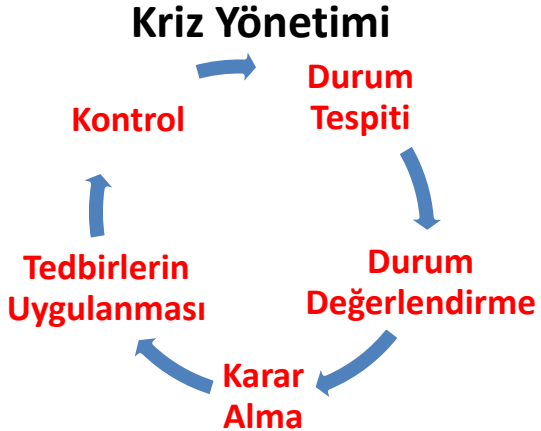 Kriz Yönetimi
Durum
Tespiti
Durum
Değerlendirme
Karar
Alma
Tedbirlerin
Uygulanması
Kontrol